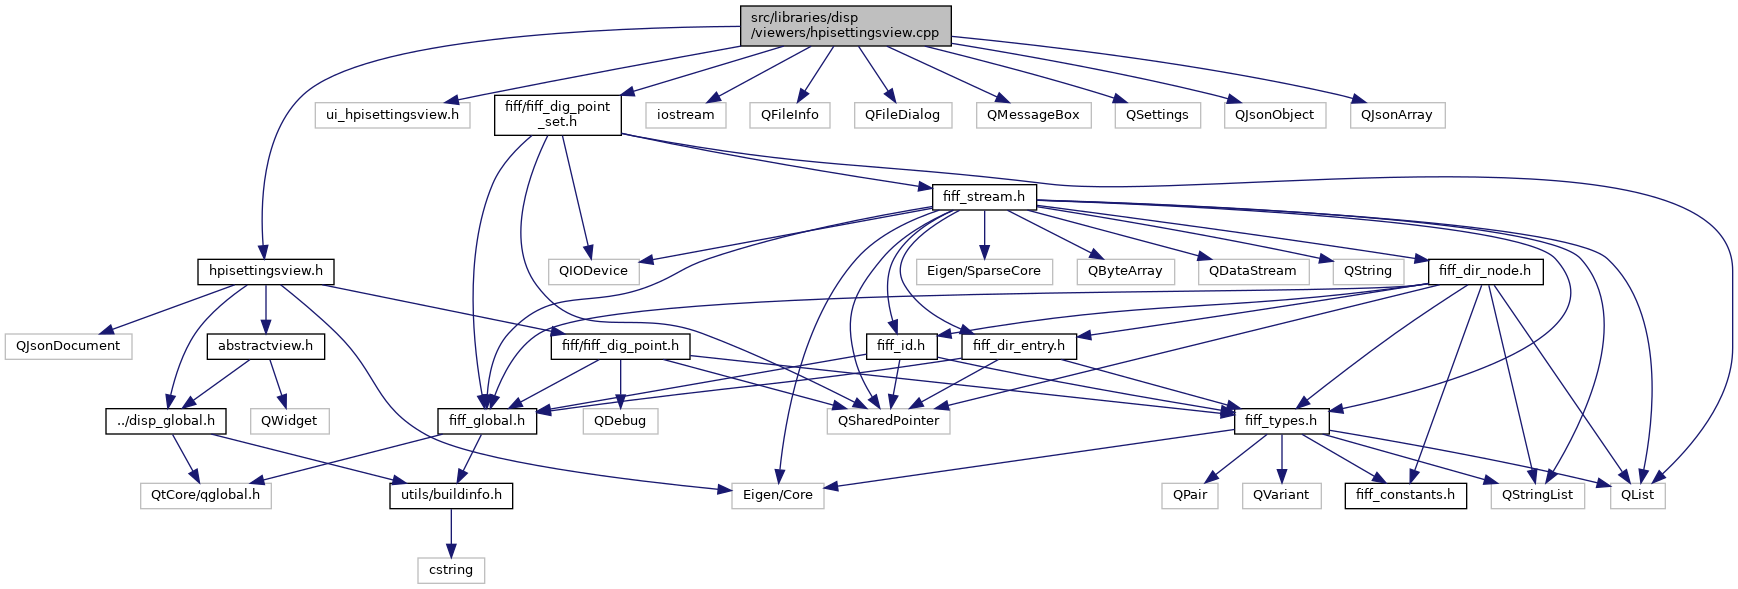 src/libraries/disp
/viewers/hpisettingsview.cpp
ui_hpisettingsview.h
fiff/fiff_dig_point
_set.h
iostream
QFileInfo
QFileDialog
QMessageBox
QSettings
QJsonObject
QJsonArray
fiff_stream.h
hpisettingsview.h
QIODevice
Eigen/SparseCore
QByteArray
QDataStream
QString
fiff_dir_node.h
QJsonDocument
abstractview.h
fiff/fiff_dig_point.h
fiff_id.h
fiff_dir_entry.h
../disp_global.h
QWidget
fiff_global.h
QDebug
QSharedPointer
fiff_types.h
QtCore/qglobal.h
utils/buildinfo.h
Eigen/Core
QPair
QVariant
fiff_constants.h
QStringList
QList
cstring